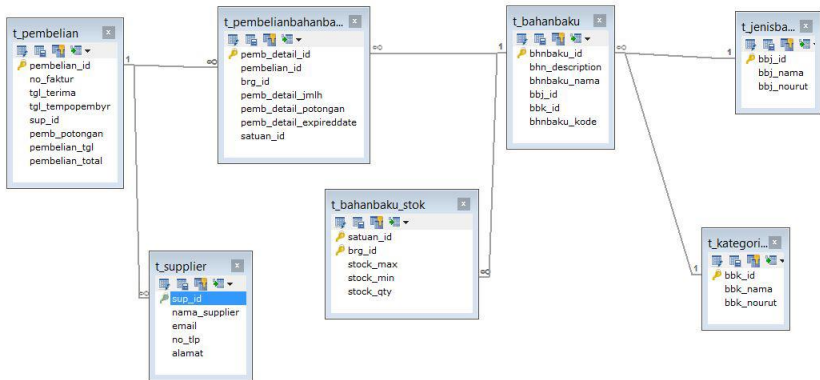 t_pembelian
pembelian_id
no_faktur
tgl_terima
tgl_tempopembyr
sup_id
pemb_potongan
pembelian_tgl
pembelian_total
1
∞
t_pembelianbahanba...
pemb_detail_id
pembelian_id
brg_id
pemb_detail_jmlh
pemb_detail_potongan
pemb_detail_expireddate
satuan_id
∞
1
t_bahanbaku
bhnbaku_id
bhn_description
bhnbaku_nama
bbj_id
bbk_id
bhnbaku_kode
∞
1
t_jenisba...
bbj_id
bbj_nama
bbj_nourut
t_supplier
sup_id
nama_supplier
email
no_tlp
alamat
∞
t_bahanbaku_stok
satuan_id
brg_id
stock_max
stock_min
stock_qty
∞
t_kategori...
bbk_id
bbk_nama
bbk_nourut
1